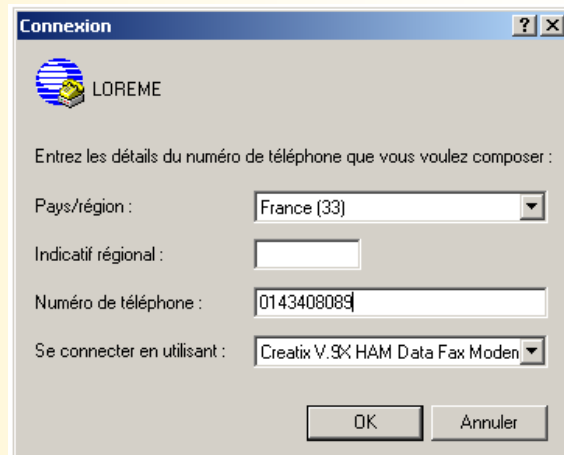 Connexion
LOREME
Entrez les détails du numéro de téléphone que vous voulez composer :
Pays/région : France (33)
Indicatif régional :
Numéro de téléphone : 0143408089
Se connecter en utilisant : Creatix V.9X HAM Data Fax Moden
OK Annuler